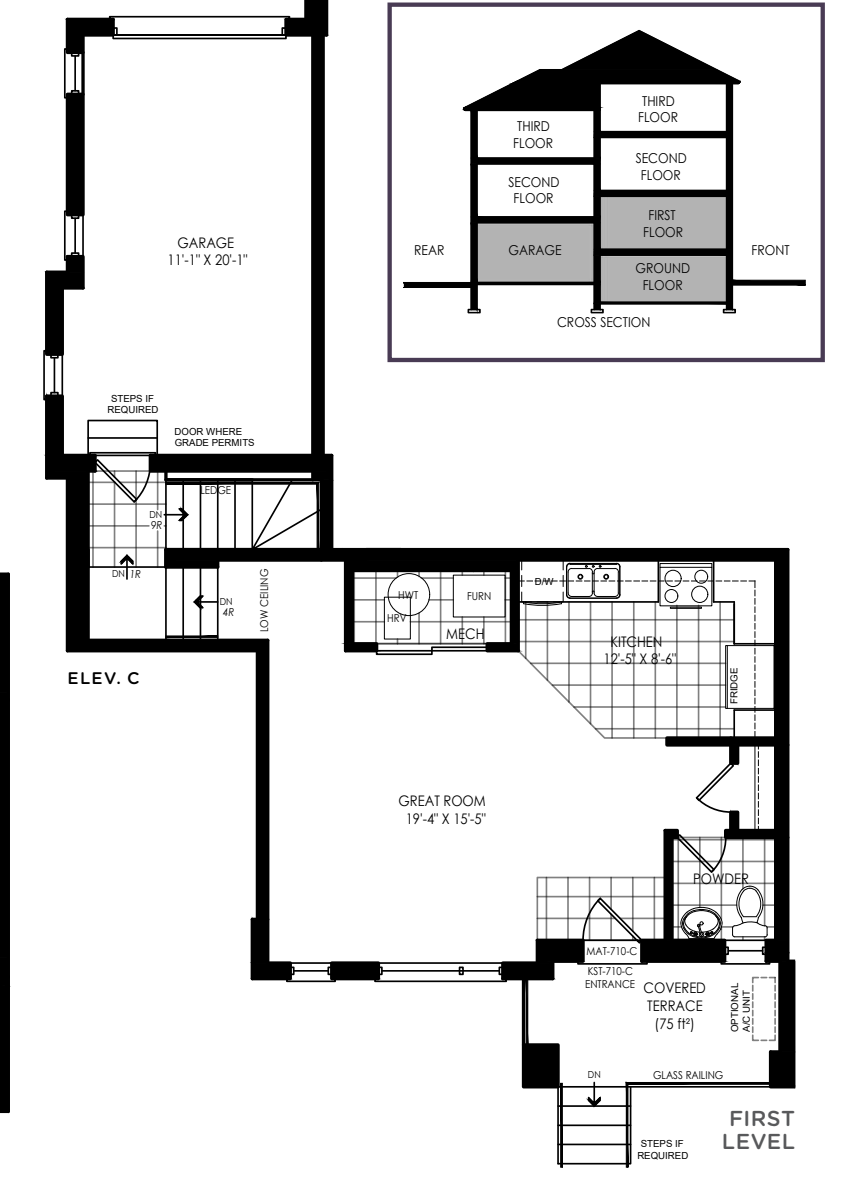 THIRD
FLOOR
THIRD
FLOOR
SECOND
FLOOR
SECOND
FLOOR
FIRST
FLOOR
GARAGE
GROUND
FLOOR
REAR
FRONT
CROSS SECTION
GARAGE
11'-1" X 20'-1"
STEPS IF
REQUIRED
DOOR WHERE
GRADE PERMITS
LEDGE
DN
9R
DN 1R
DN
4R
LOW CEILING
HWT
HRV
FURN
MECH
D/W
KITCHEN
12'-5" X 8'-6"
FRIDGE
ELEV. C
GREAT ROOM
19'-4" X 15'-5"
POWDER
MAT-710-C
KST-710-C
ENTRANCE
COVERED
TERRACE
(75 ft²)
OPTIONAL
A/C UNIT
DN
GLASS RAILING
STEPS IF
REQUIRED
FIRST
LEVEL